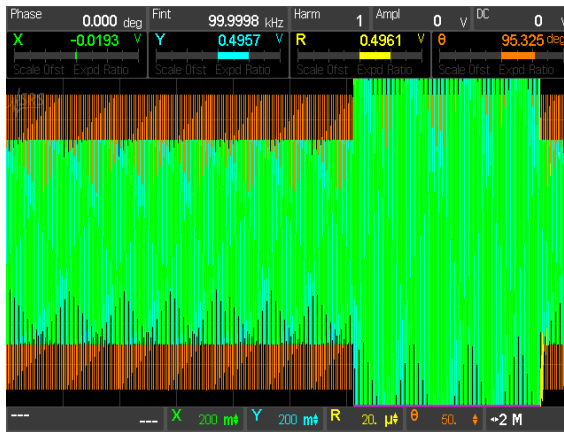 Phase 0.000 deg Fint 99.9998 kHz Harm 1 Ampl 0 V DC 0 V
X -0.0193 V Y 0.4957 V R 0.4961 V θ 95.325 deg
Scale Ofst Expd Ratio Scale Ofst Expd Ratio Scale Ofst Expd Ratio Scale Ofst Expd Ratio
SRS
--- --- X 200 m Y 200 m R 20. µ θ 50. 2 M